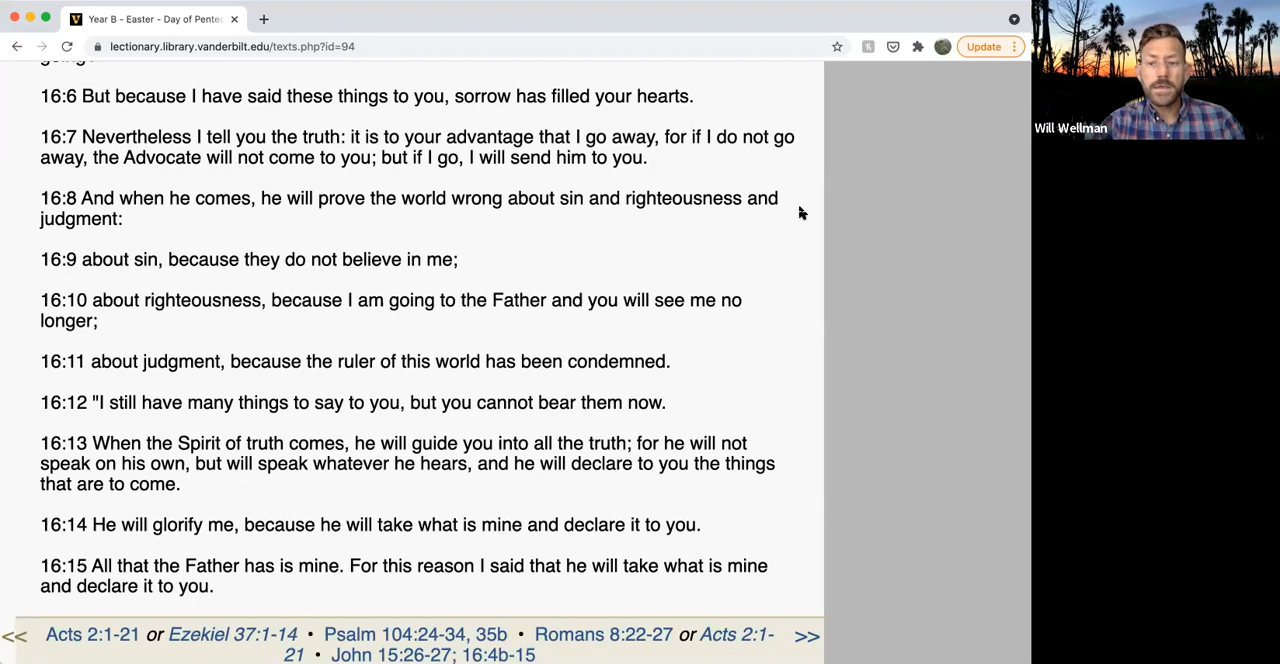 Year B - Easter - Day of Pentec
lectionary.library.vanderbilt.edu/texts.php?id=94
Update
Will Wellman
going?
16:6 But because I have said these things to you, sorrow has filled your hearts.
16:7 Nevertheless I tell you the truth: it is to your advantage that I go away, for if I do not go
away, the Advocate will not come to you; but if I go, I will send him to you.
16:8 And when he comes, he will prove the world wrong about sin and righteousness and
judgment:
16:9 about sin, because they do not believe in me;
16:10 about righteousness, because I am going to the Father and you will see me no
longer;
16:11 about judgment, because the ruler of this world has been condemned.
16:12 "I still have many things to say to you, but you cannot bear them now.
16:13 When the Spirit of truth comes, he will guide you into all the truth; for he will not
speak on his own, but will speak whatever he hears, and he will declare to you the things
that are to come.
16:14 He will glorify me, because he will take what is mine and declare it to you.
16:15 All that the Father has is mine. For this reason I said that he will take what is mine
and declare it to you.
<< Acts 2:1-21 or Ezekiel 37:1-14 • Psalm 104:24-34, 35b • Romans 8:22-27 or Acts 2:1- >>
21 • John 15:26-27; 16:4b-15